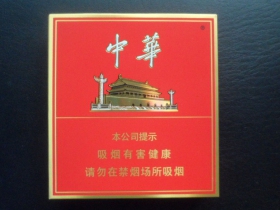 中華
本公司提示
吸烟有害健康
请勿在禁烟场所吸烟